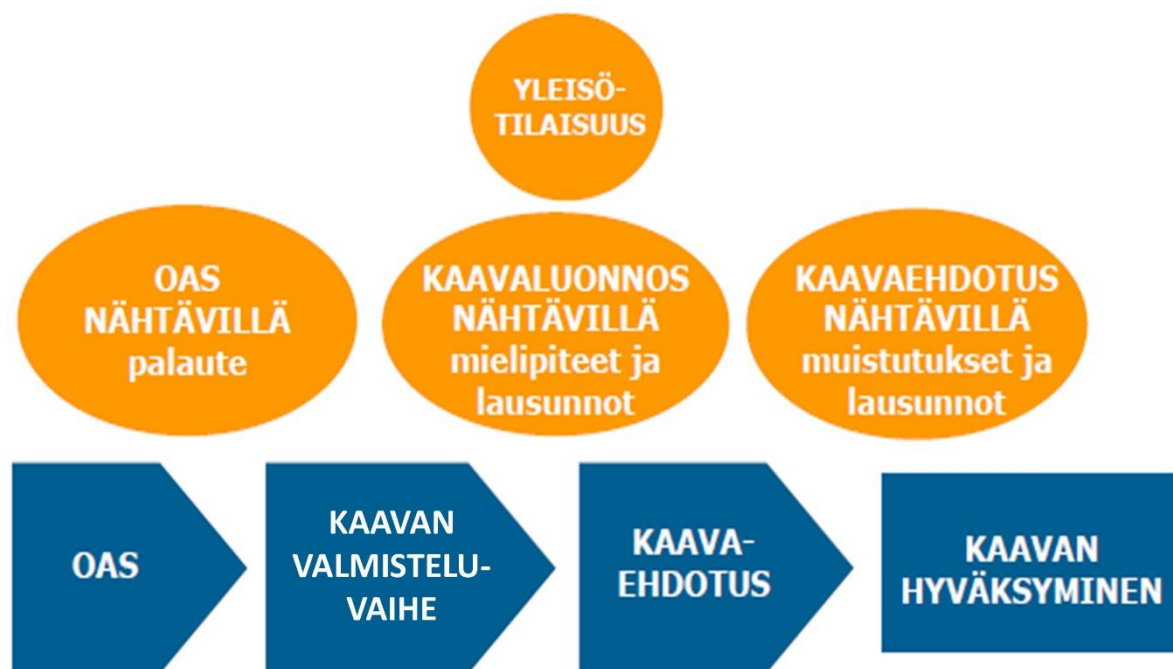 YLEISÖ-
TILAISUUS
OAS
NÄHTÄVILLÄ
palaute
KAAVALUONNOS
NÄHTÄVILLÄ
mielipiteet ja
lausunnot
KAAVAEHDOTUS
NÄHTÄVILLÄ
muistutukset ja
lausunnot
OAS
KAAVAN
VALMISTELU-
VAIHE
KAAVA-
EHDOTUS
KAAVAN
HYVÄKSYMINEN